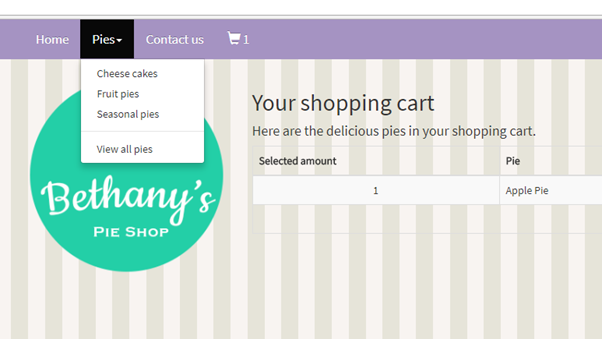 Home Pies Contact us 1
Cheese cakes
Fruit pies
Seasonal pies
View all pies
Bethany's
PIE SHOP
Your shopping cart
Here are the delicious pies in your shopping cart.
Selected amount Pie
1 Apple Pie